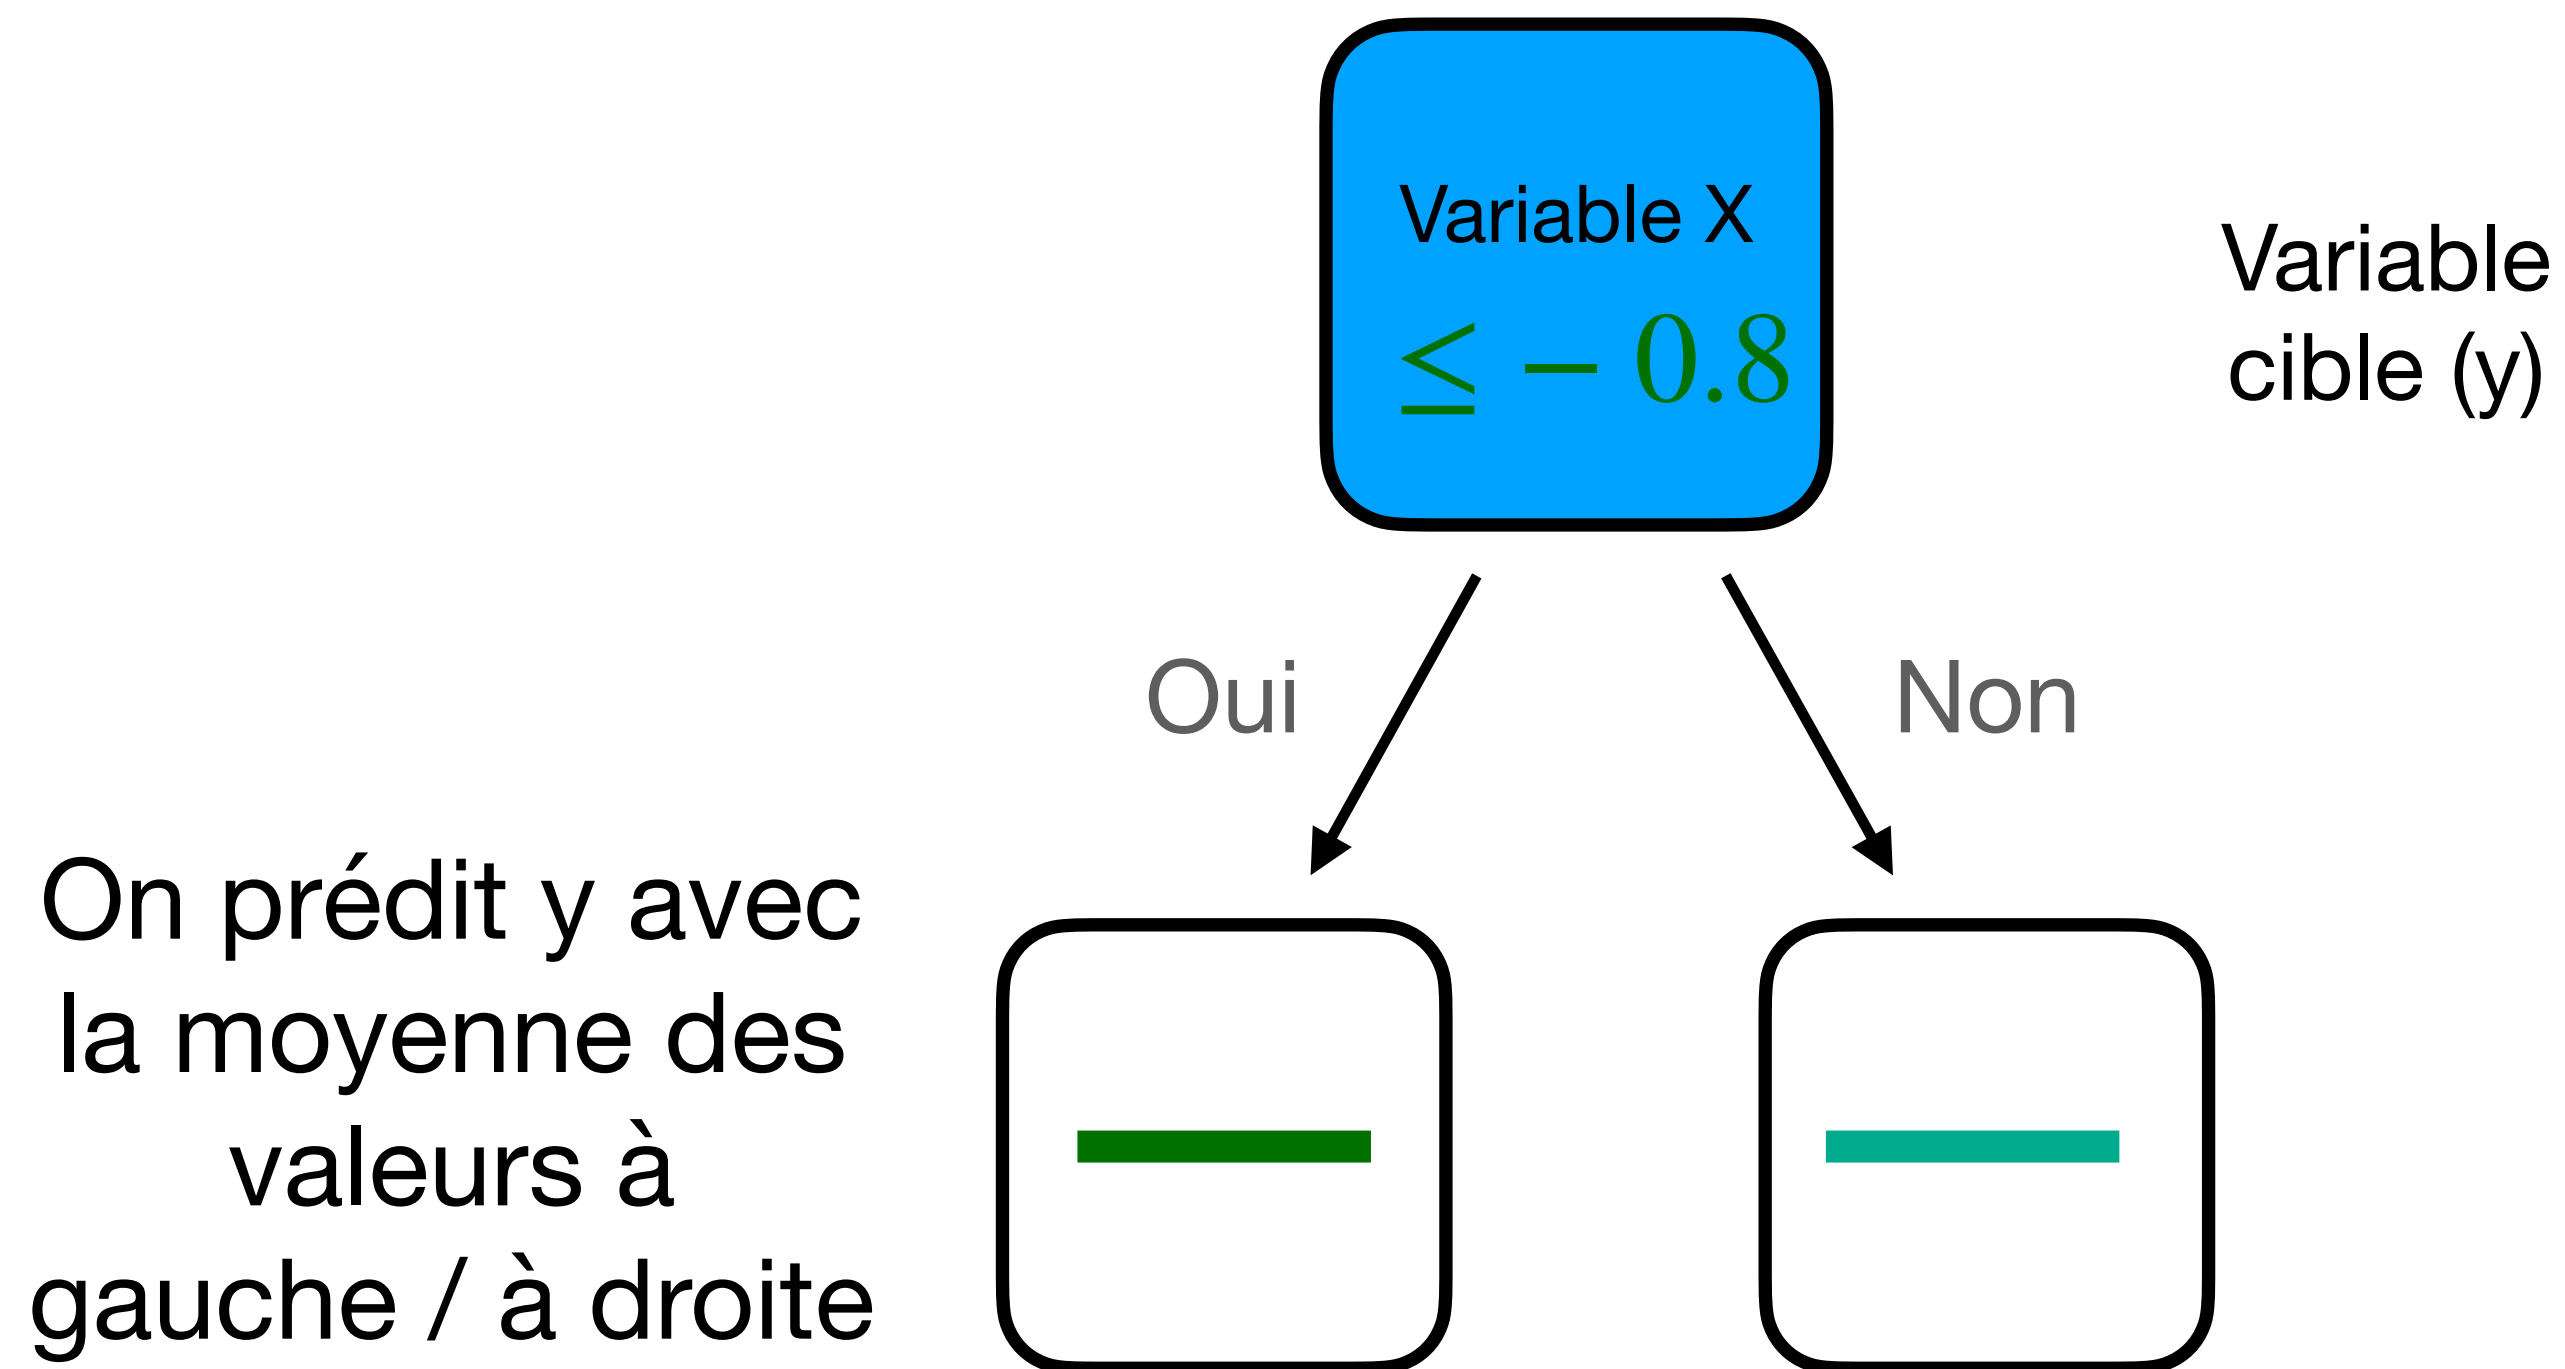 Variable X
≤ − 0.8
Variable
cible (y)
Oui
Non
On prédit y avec
la moyenne des
valeurs à
gauche / à droite